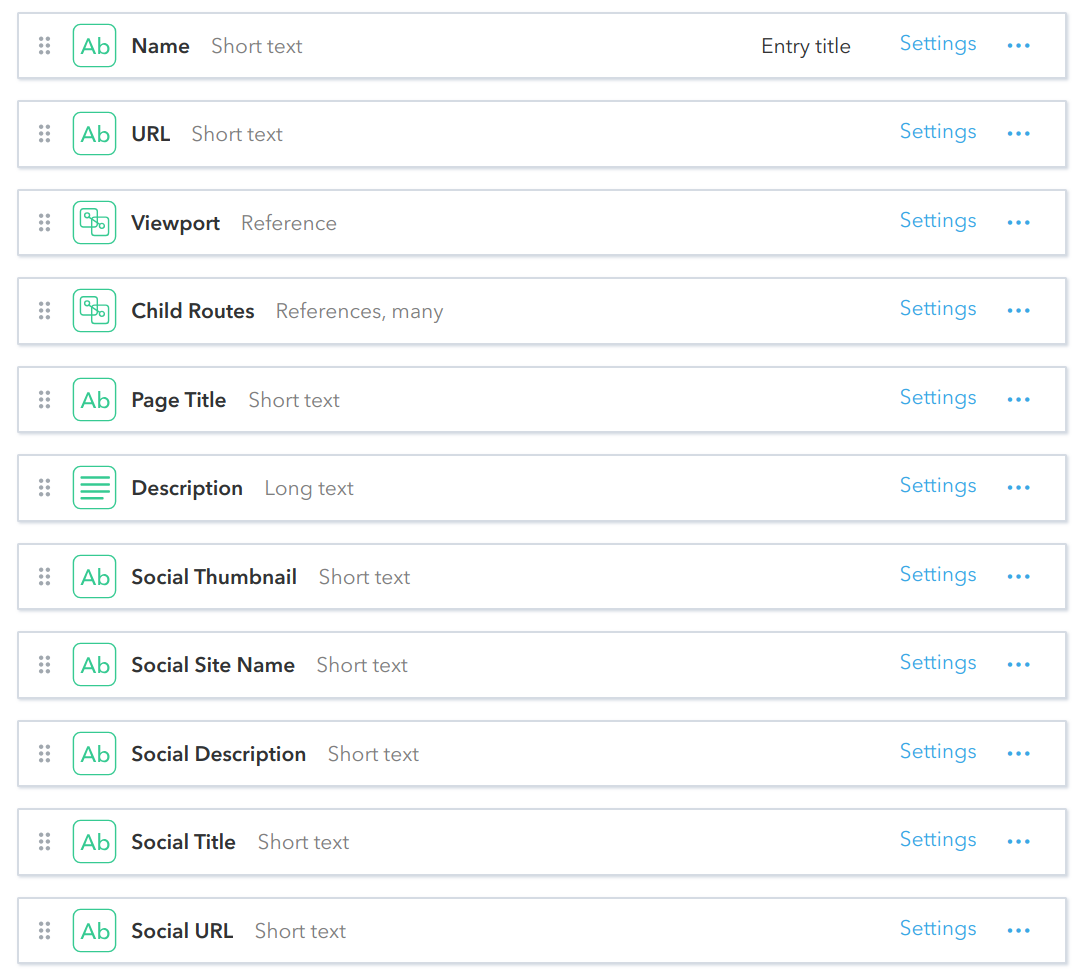 Ab Name Short text Entry title Settings
Ab URL Short text Settings
Viewport Reference Settings
Child Routes References, many Settings
Ab Page Title Short text Settings
Description Long text Settings
Ab Social Thumbnail Short text Settings
Ab Social Site Name Short text Settings
Ab Social Description Short text Settings
Ab Social Title Short text Settings
Ab Social URL Short text Settings